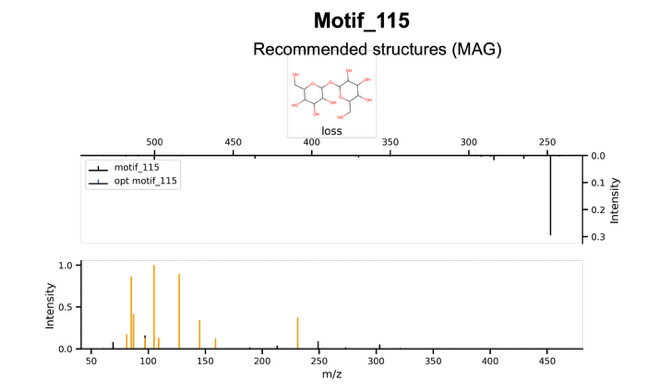 Motif_115
Recommended structures (MAG)
loss
500 450 400 350 300 250
motif_115
opt motif_115
0.0
0.1
0.2
0.3
Intensity
1.0
0.5
0.0
Intensity
50 100 150 200 250 300 350 400 450
m/z